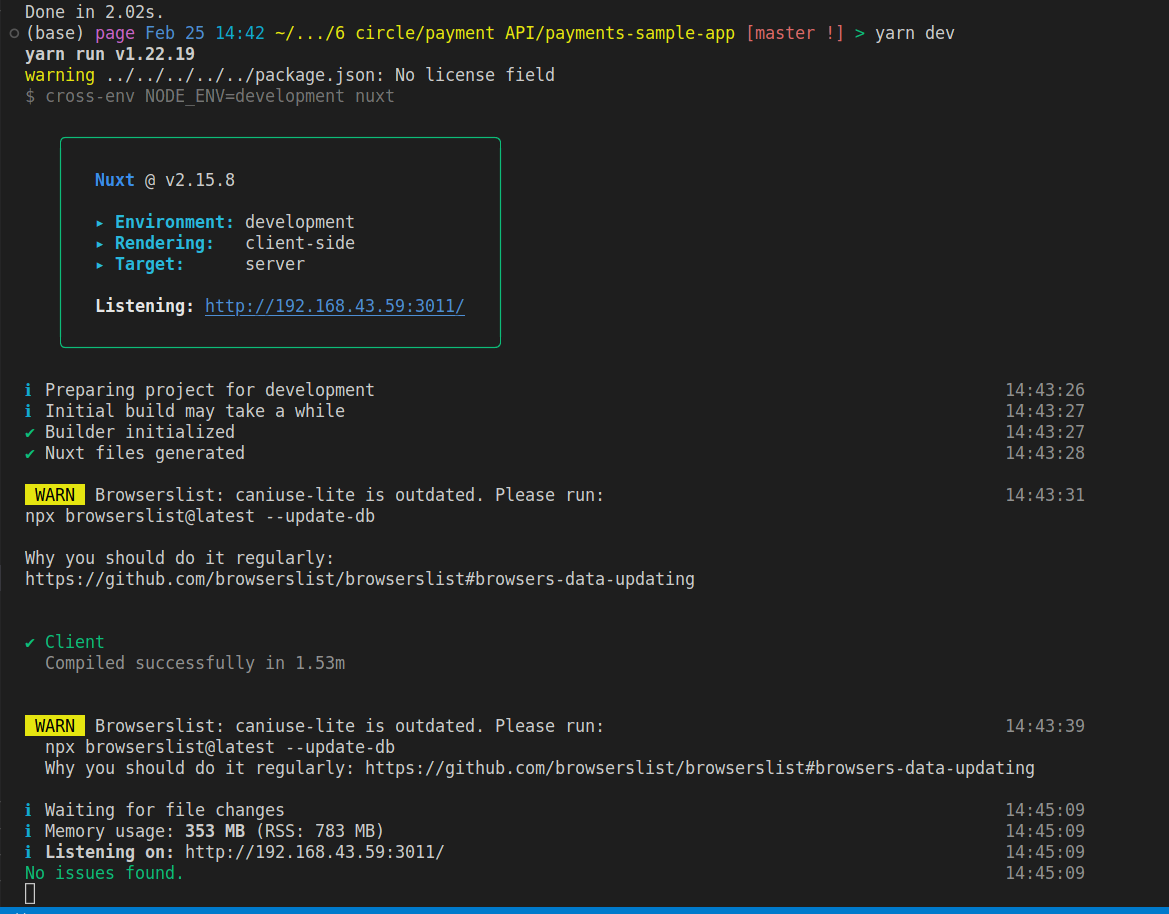 Done in 2.02s.
(base) page Feb 25 14:42 ~/.../6 circle/payment API/payments-sample-app [master !] > yarn dev
yarn run v1.22.19
warning ../../../../../package.json: No license field
$ cross-env NODE_ENV=development nuxt
Nuxt @ v2.15.8
▸ Environment: development
▸ Rendering: client-side
▸ Target: server
Listening: http://192.168.43.59:3011/
ℹ Preparing project for development 14:43:26
ℹ Initial build may take a while 14:43:27
✔ Builder initialized 14:43:27
✔ Nuxt files generated 14:43:28
WARN Browserslist: caniuse-lite is outdated. Please run: 14:43:31
npx browserslist@latest --update-db
Why you should do it regularly:
https://github.com/browserslist/browserslist#browsers-data-updating
✔ Client
Compiled successfully in 1.53m
WARN Browserslist: caniuse-lite is outdated. Please run: 14:43:39
npx browserslist@latest --update-db
Why you should do it regularly: https://github.com/browserslist/browserslist#browsers-data-updating
ℹ Waiting for file changes 14:45:09
ℹ Memory usage: 353 MB (RSS: 783 MB) 14:45:09
ℹ Listening on: http://192.168.43.59:3011/ 14:45:09
No issues found. 14:45:09